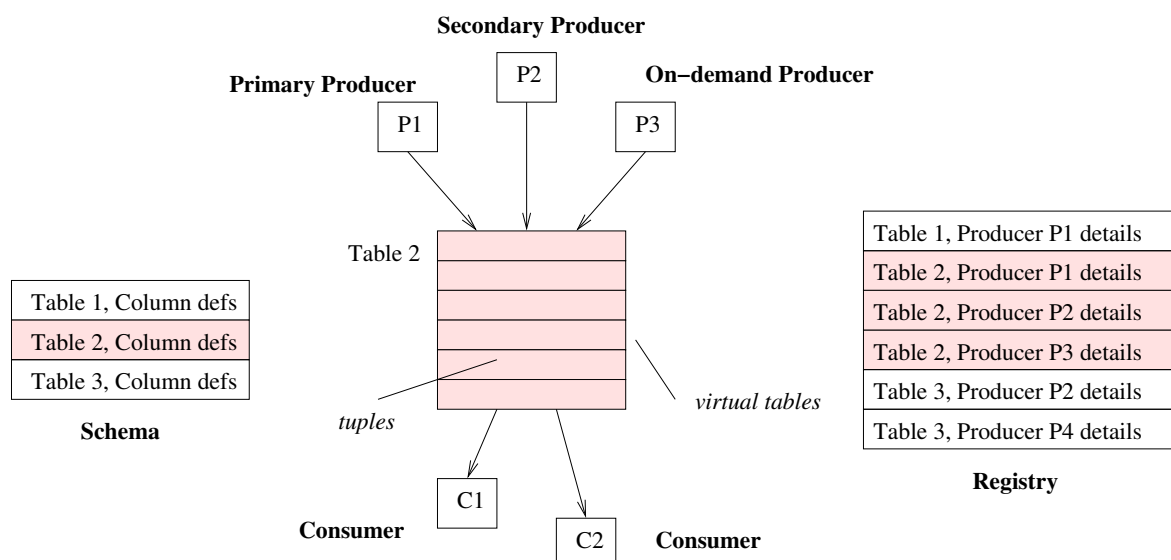 Secondary Producer
P2
On−demand Producer
Primary Producer
P1
P3
Table 2
Table 1, Column defs
Table 2, Column defs
Table 3, Column defs
Schema
tuples
virtual tables
Table 1, Producer P1 details
Table 2, Producer P1 details
Table 2, Producer P2 details
Table 2, Producer P3 details
Table 3, Producer P2 details
Table 3, Producer P4 details
Registry
C1
Consumer
C2
Consumer